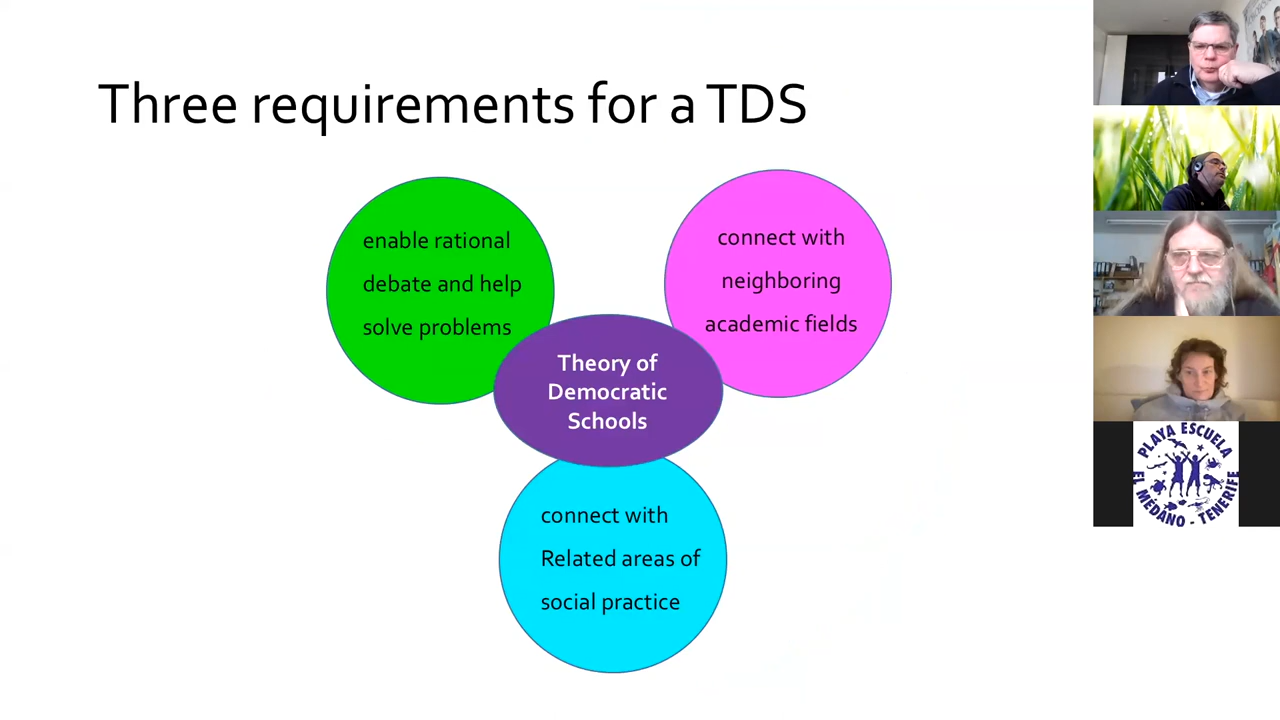 Three requirements for a TDS
enable rational
debate and help
solve problems
connect with
neighboring
academic fields
Theory of
Democratic
Schools
connect with
Related areas of
social practice
PLAYA ESCUELA
EL MÉDANO - TENERIFE